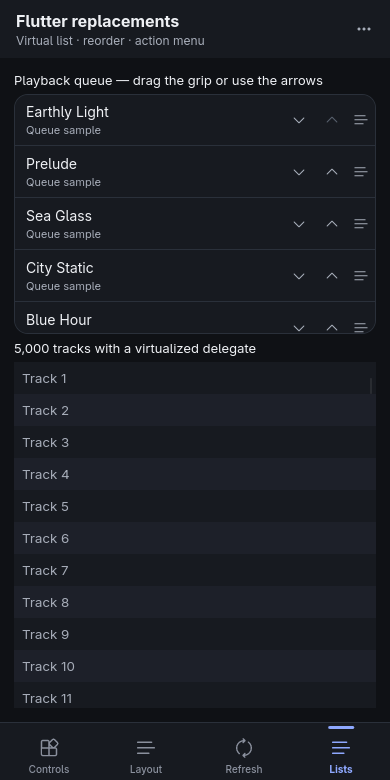 Flutter replacements
Virtual list · reorder · action menu
Playback queue — drag the grip or use the arrows
Earthly Light
Queue sample
Prelude
Queue sample
Sea Glass
Queue sample
City Static
Queue sample
Blue Hour
5,000 tracks with a virtualized delegate
Track 1
Track 2
Track 3
Track 4
Track 5
Track 6
Track 7
Track 8
Track 9
Track 10
Track 11
Controls Layout Refresh Lists